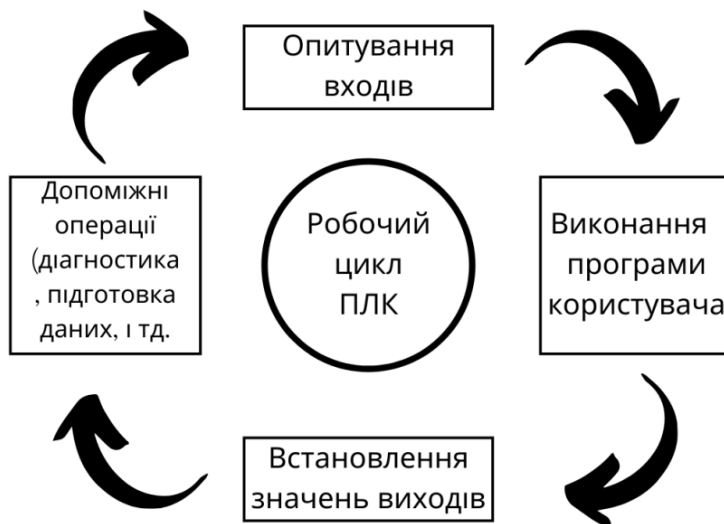 Опитування
входів
Допоміжні
операції
(діагностика
, підготовка
даних, і тд.
Робочий
цикл
ПЛК
Виконання
програми
користувача
Встановлення
значень виходів